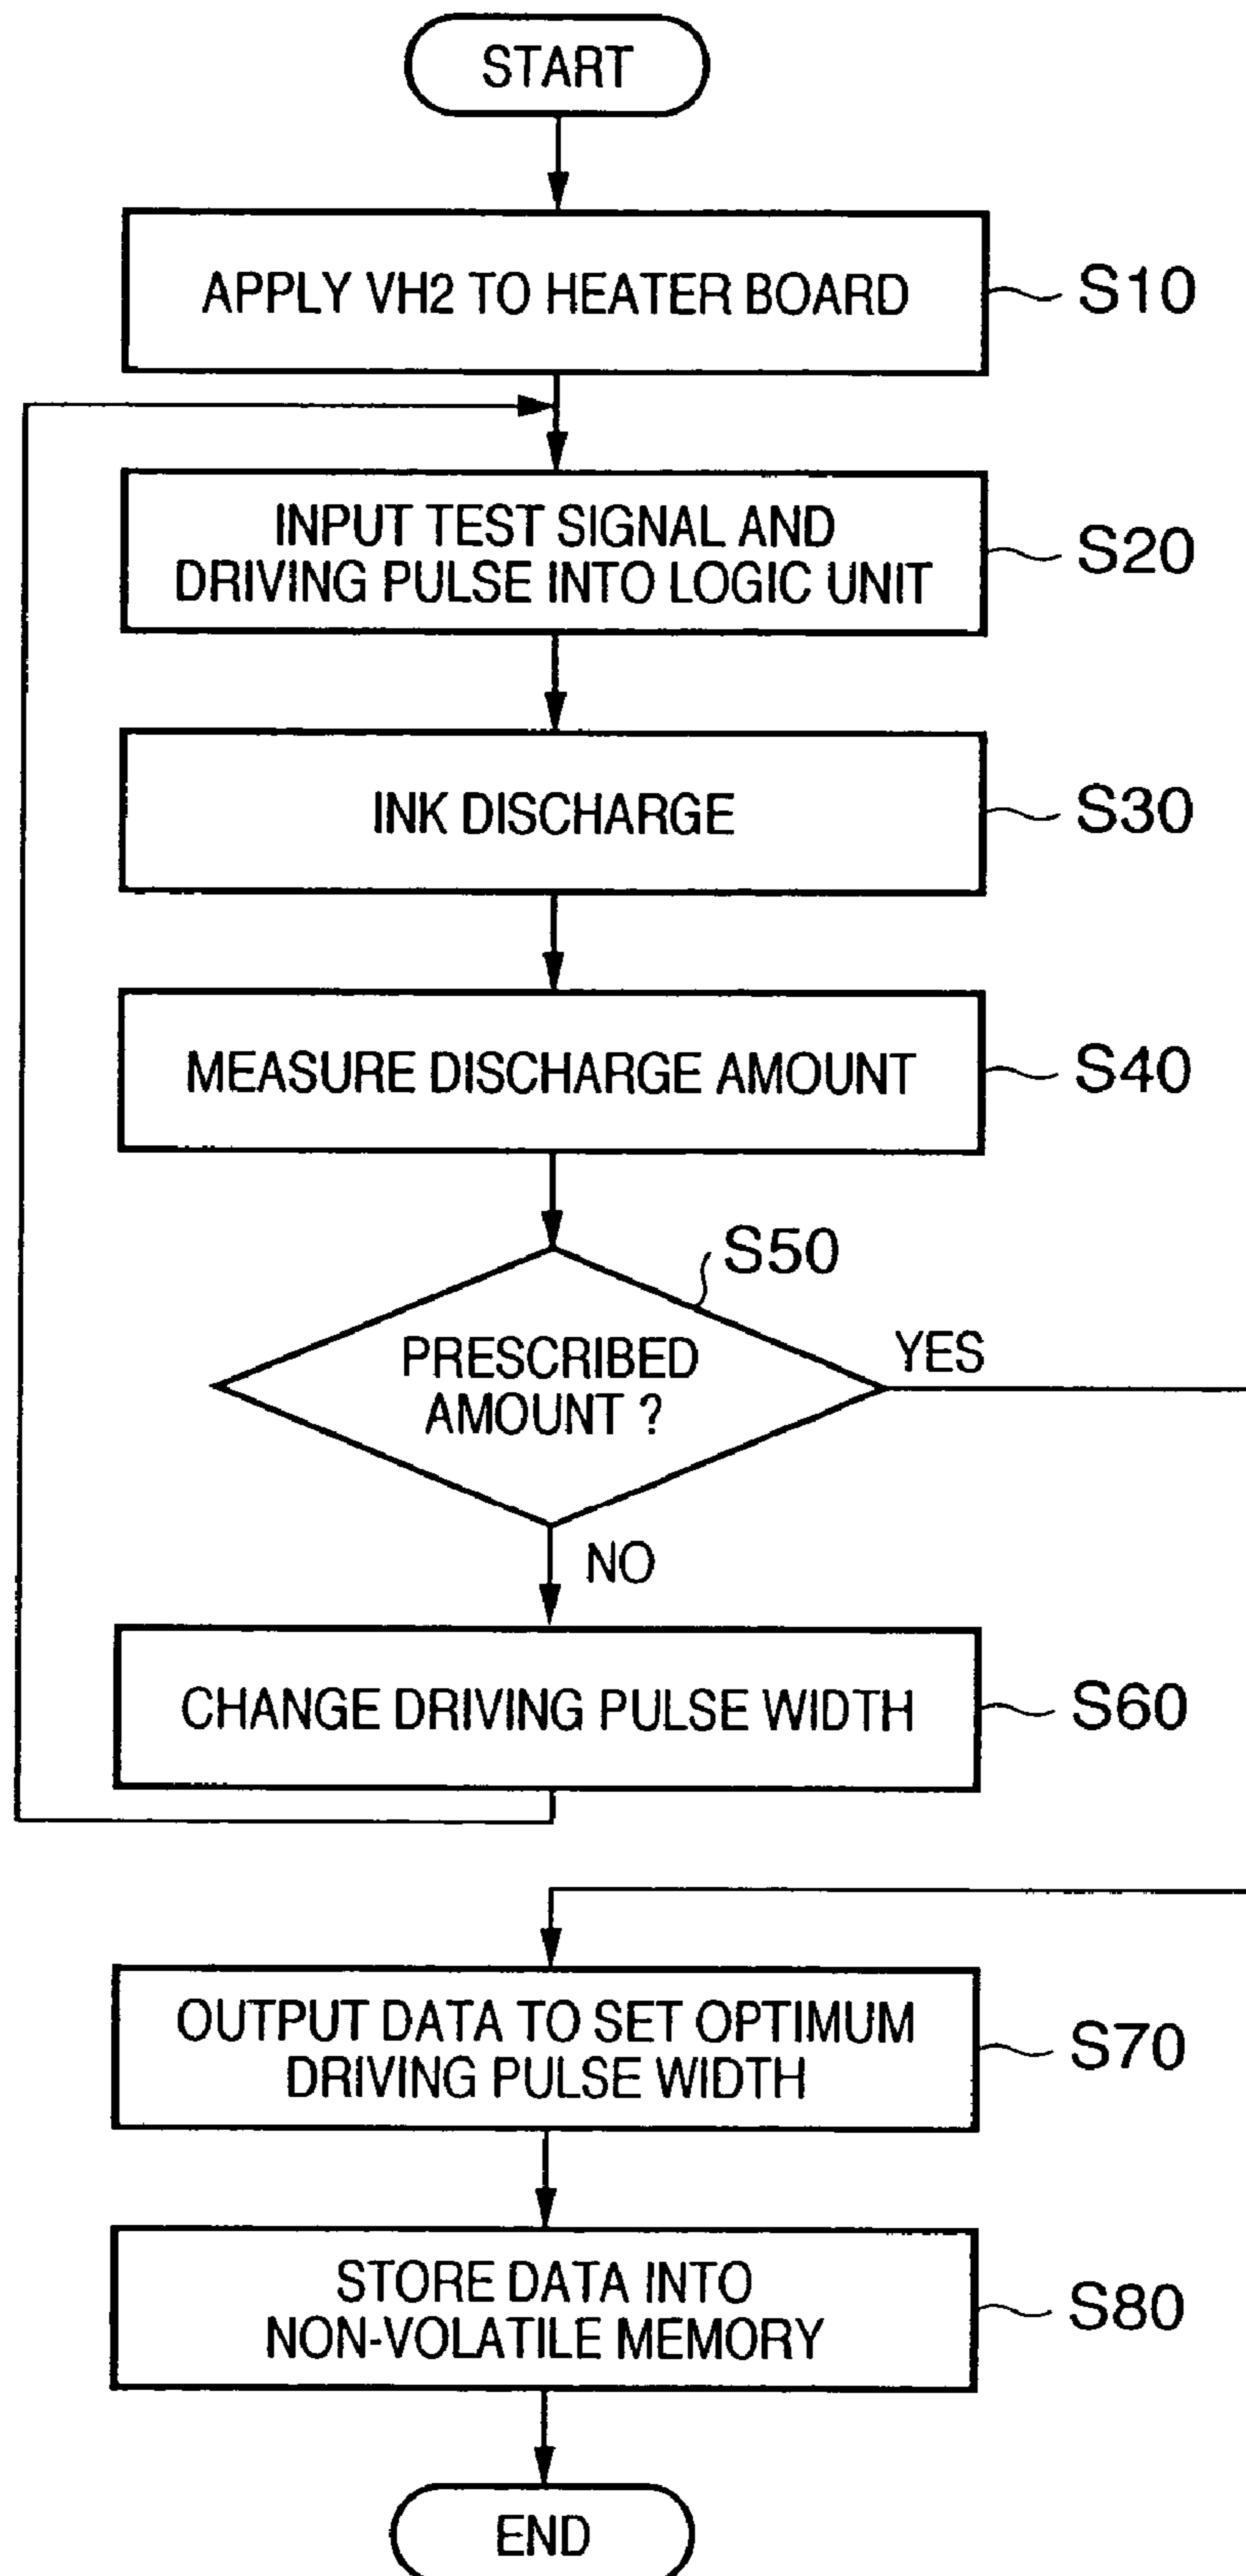 START
APPLY VH2 TO HEATER BOARD
S10
INPUT TEST SIGNAL AND
DRIVING PULSE INTO LOGIC UNIT
S20
INK DISCHARGE
S30
MEASURE DISCHARGE AMOUNT
S40
S50
PRESCRIBED
AMOUNT ?
YES
NO
CHANGE DRIVING PULSE WIDTH
S60
OUTPUT DATA TO SET OPTIMUM
DRIVING PULSE WIDTH
S70
STORE DATA INTO
NON-VOLATILE MEMORY
S80
END